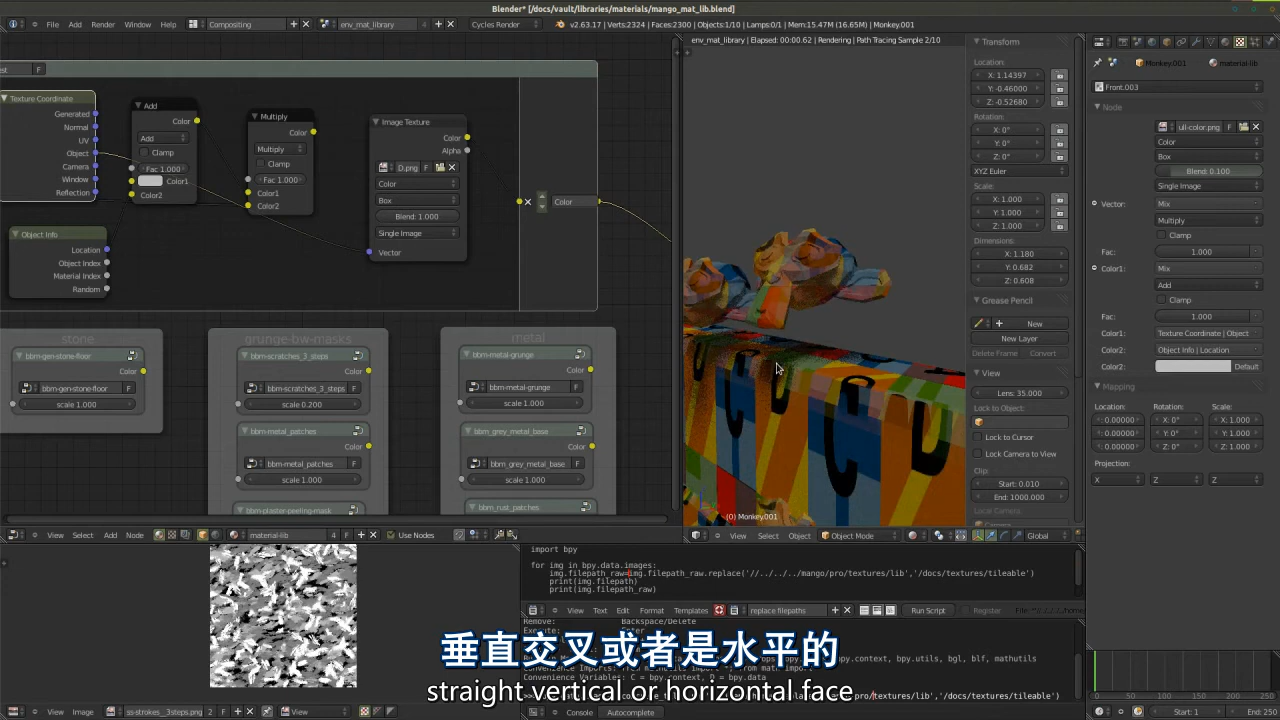 Blender* [/docs/vault/libraries/materials/mango_mat_lib.blend]
File Add Render Window Help
Compositing
env_mat_library
Cycles Render
v2.63.17 | Verts:2324 | Faces:2300 | Objects:1/10 | Lamps:0/1 | Mem:15.47M (16.65M) | Monkey.001
env_mat_library | Elapsed: 00:00.62 | Rendering | Path Tracing Sample 2/10
est F
Texture Coordinate
Generated
Normal
UV
Object
Camera
Window
Reflection
Add
Color
Add
Clamp
Fac 1.000
Color1
Color2
Multiply
Color
Multiply
Clamp
Fac 1.000
Color1
Color2
Image Texture
Color
Alpha
D.png F
Color
Box
Blend: 1.000
Single Image
Vector
Color
Object Info
Location
Object Index
Material Index
Random
stone
bbm-gen-stone-floor
Color
bbm-gen-stone-floor F
scale 1.000
grunge-bw-masks
bbm-scratches_3_steps
Color
bbm-scratches_3_steps F
scale 0.200
bbm-metal_patches
Color
bbm-metal_patches F
scale 1.000
bbm-plaster-peeling-mask
metal
bbm-metal-grunge
Color
bbm-metal-grunge F
scale 1.000
bbm_grey_metal_base
Color
bbm_grey_metal_base F
scale 1.000
bbm_rust_patches
View Select Add Node
material-lib 4 F
Use Nodes
(0) Monkey.001
View Select Object
Object Mode
Global
Transform
Location:
X: 1.14397
Y: -0.46000
Z: -0.52680
Rotation:
X: 0°
Y: 0°
Z: 0°
XYZ Euler
Scale:
X: 1.000
Y: 1.000
Z: 1.000
Dimensions:
X: 1.180
Y: 0.682
Z: 0.608
Grease Pencil
New
New Layer
Delete Frame Convert
View
Lens: 35.000
Lock to Object:
Lock to Cursor
Lock Camera to View
Clip:
Start: 0.010
End: 1000.000
Local Camera:
Monkey.001
material-lib
Front.003
Node
ull-color.png F
Color
Box
Blend: 0.100
Single Image
Vector: Mix
Multiply
Clamp
Fac: 1.000
Color1: Mix
Add
Clamp
Fac: 1.000
Color1: Texture Coordinate | Object
Color2: Object Info | Location
Color2: Default
Mapping
Location: Rotation: Scale:
:0.00000 X: 0° X: 1.000
:0.00000 Y: 0° Y: 1.000
:0.00000 Z: 0° Z: 1.000
Projection:
X Z Z
import bpy
for img in bpy.data.images:
img.filepath_raw=img.filepath_raw.replace('//../../../mango/pro/textures/lib','/docs/textures/tileable')
print(img.filepath)
print(img.filepath_raw)
View Text Edit Format Templates
replace filepaths
Run Script
Register
Remove: Backspace/Delete
Execute: Enter
垂直交叉或者是水平的
straight vertical or horizontal face
View Image
ss-strokes__3steps.png 2 F
View
Console Autocomplete
Start: 1
End: 250